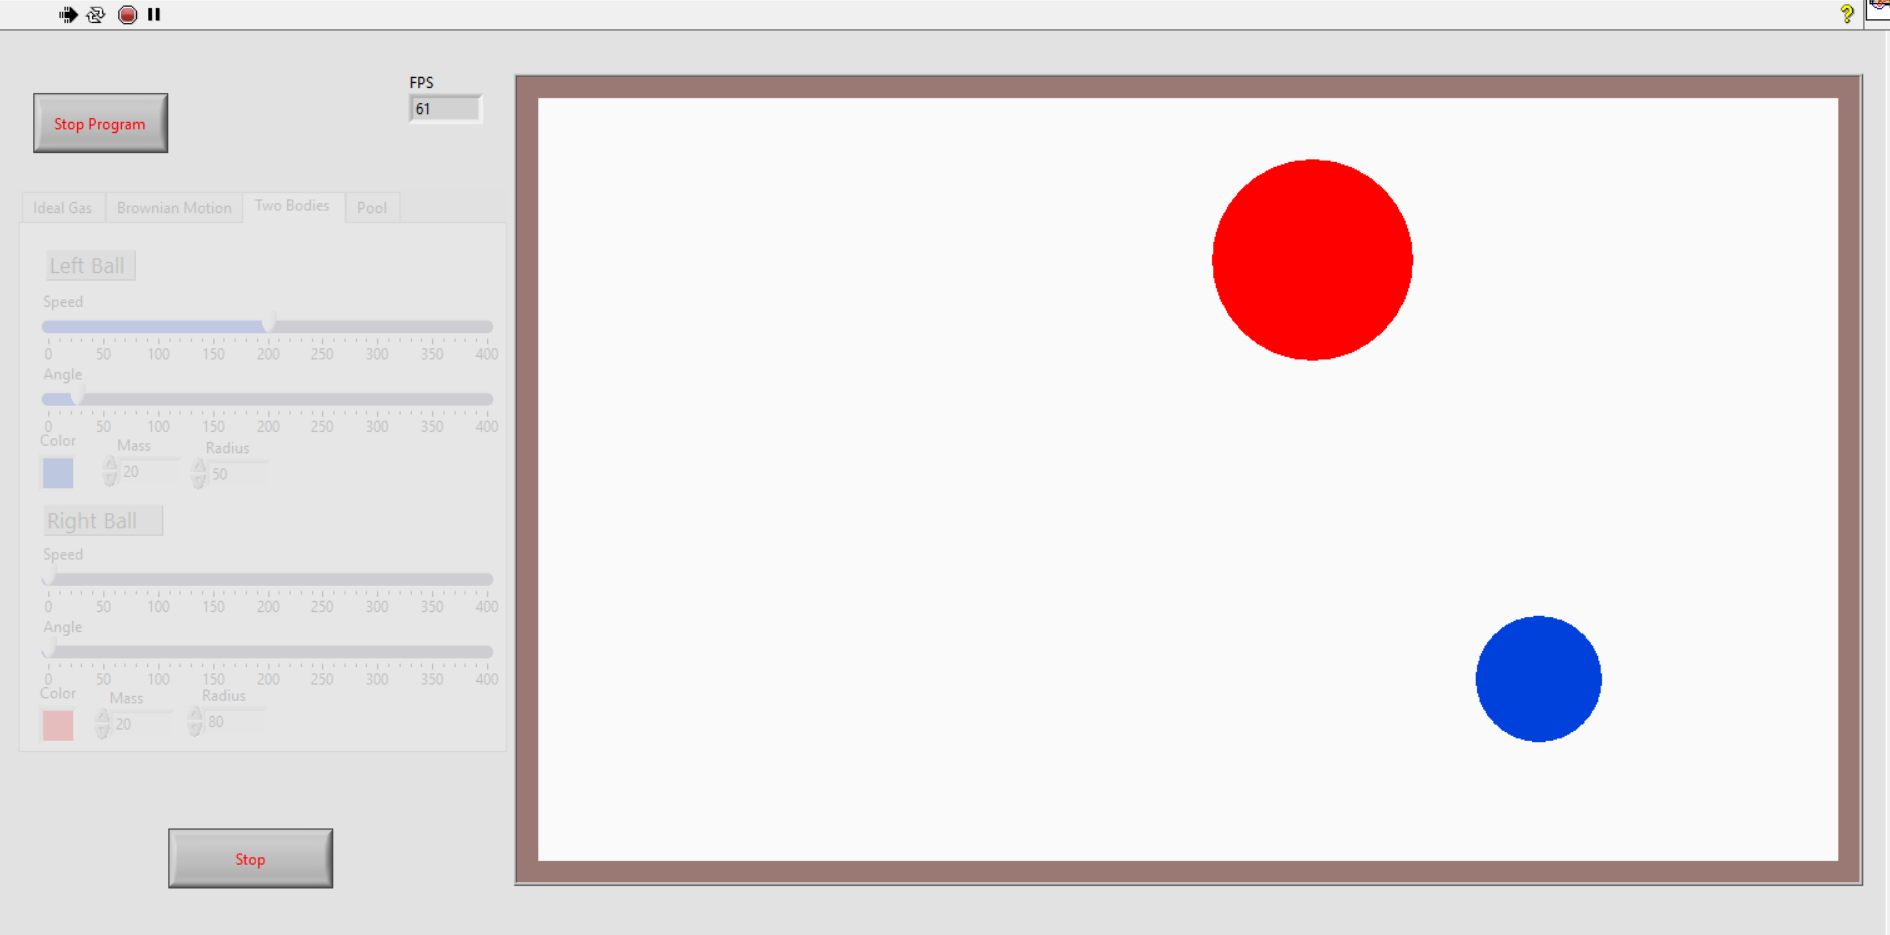 ?
FPS
61
Stop Program
Ideal Gas Brownian Motion Two Bodies Pool
Left Ball
Speed
0 50 100 150 200 250 300 350 400
Angle
0 50 100 150 200 250 300 350 400
Color Mass Radius
20 50
Right Ball
Speed
0 50 100 150 200 250 300 350 400
Angle
0 50 100 150 200 250 300 350 400
Color Mass Radius
20 80
Stop